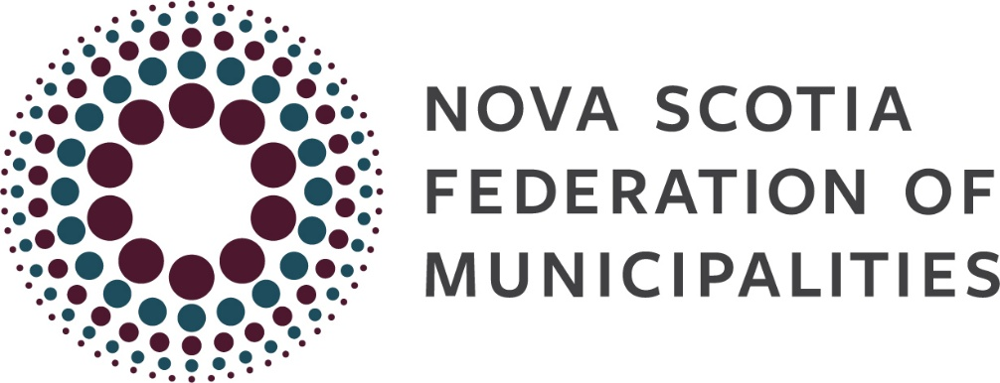 NOVA SCOTIA
FEDERATION OF
MUNICIPALITIES